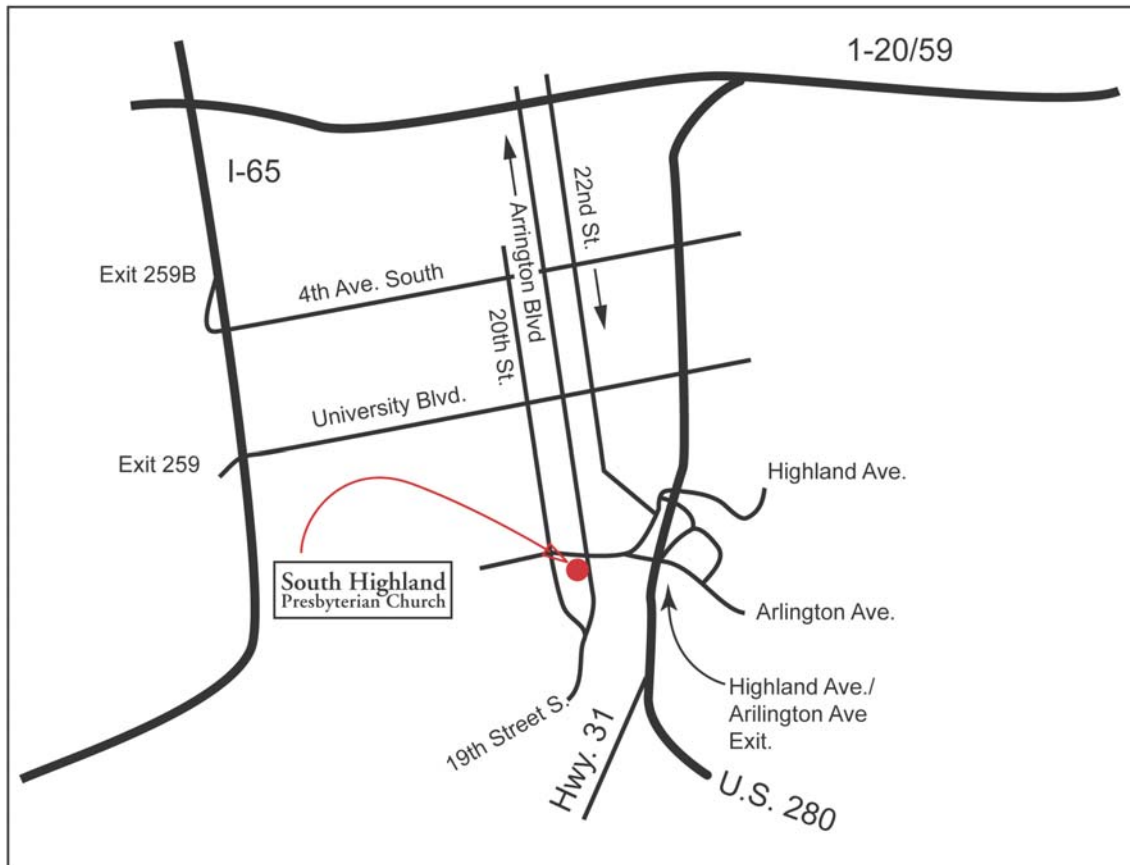 1-20/59
I-65
22nd St.
Arrington Blvd
Exit 259B
4th Ave. South
20th St.
University Blvd.
Exit 259
Highland Ave.
South Highland
Presbyterian Church
Arlington Ave.
Highland Ave./
Arilington Ave
Exit.
19th Street S.
Hwy. 31
U.S. 280